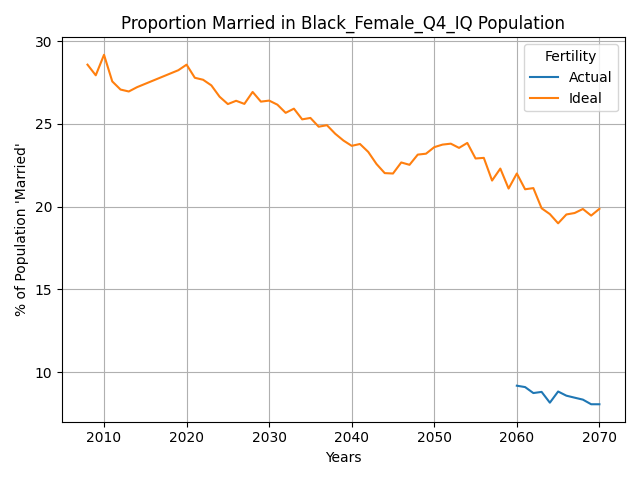 Proportion Married in Black_Female_Q4_IQ Population
Fertility
Actual
Ideal
% of Population 'Married'
30
25
20
15
10
2010 2020 2030 2040 2050 2060 2070
Years